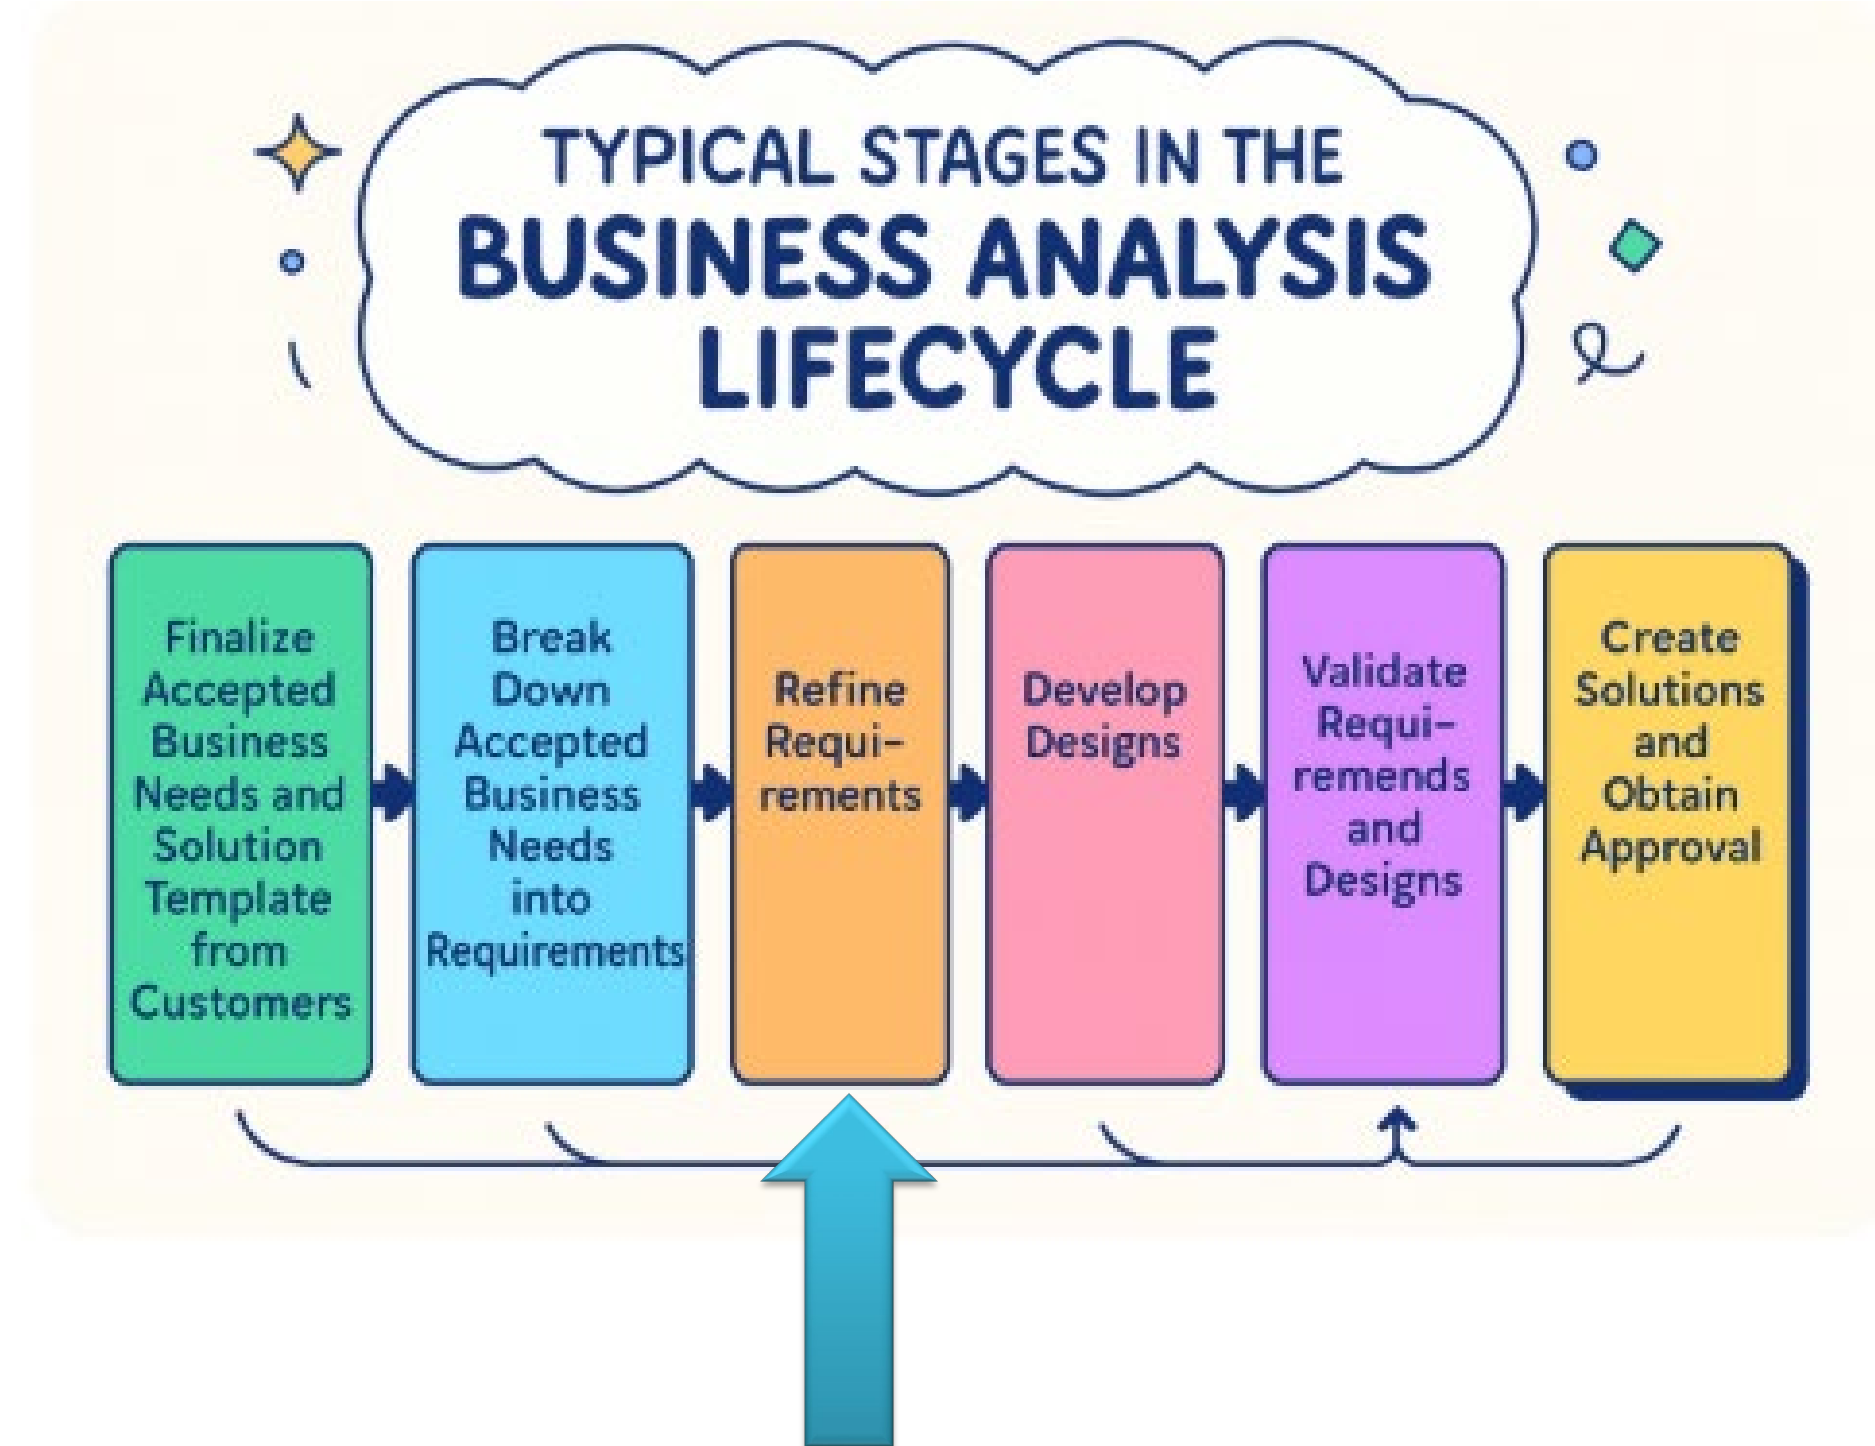 TYPICAL STAGES IN THE
BUSINESS ANALYSIS
LIFECYCLE
Finalize
Accepted
Business
Needs and
Solution
Template
from
Customers
Break
Down
Accepted
Business
Needs
into
Requirements
Refine
Requi-
rements
Develop
Designs
Validate
Requi-
remends
and
Designs
Create
Solutions
and
Obtain
Approval